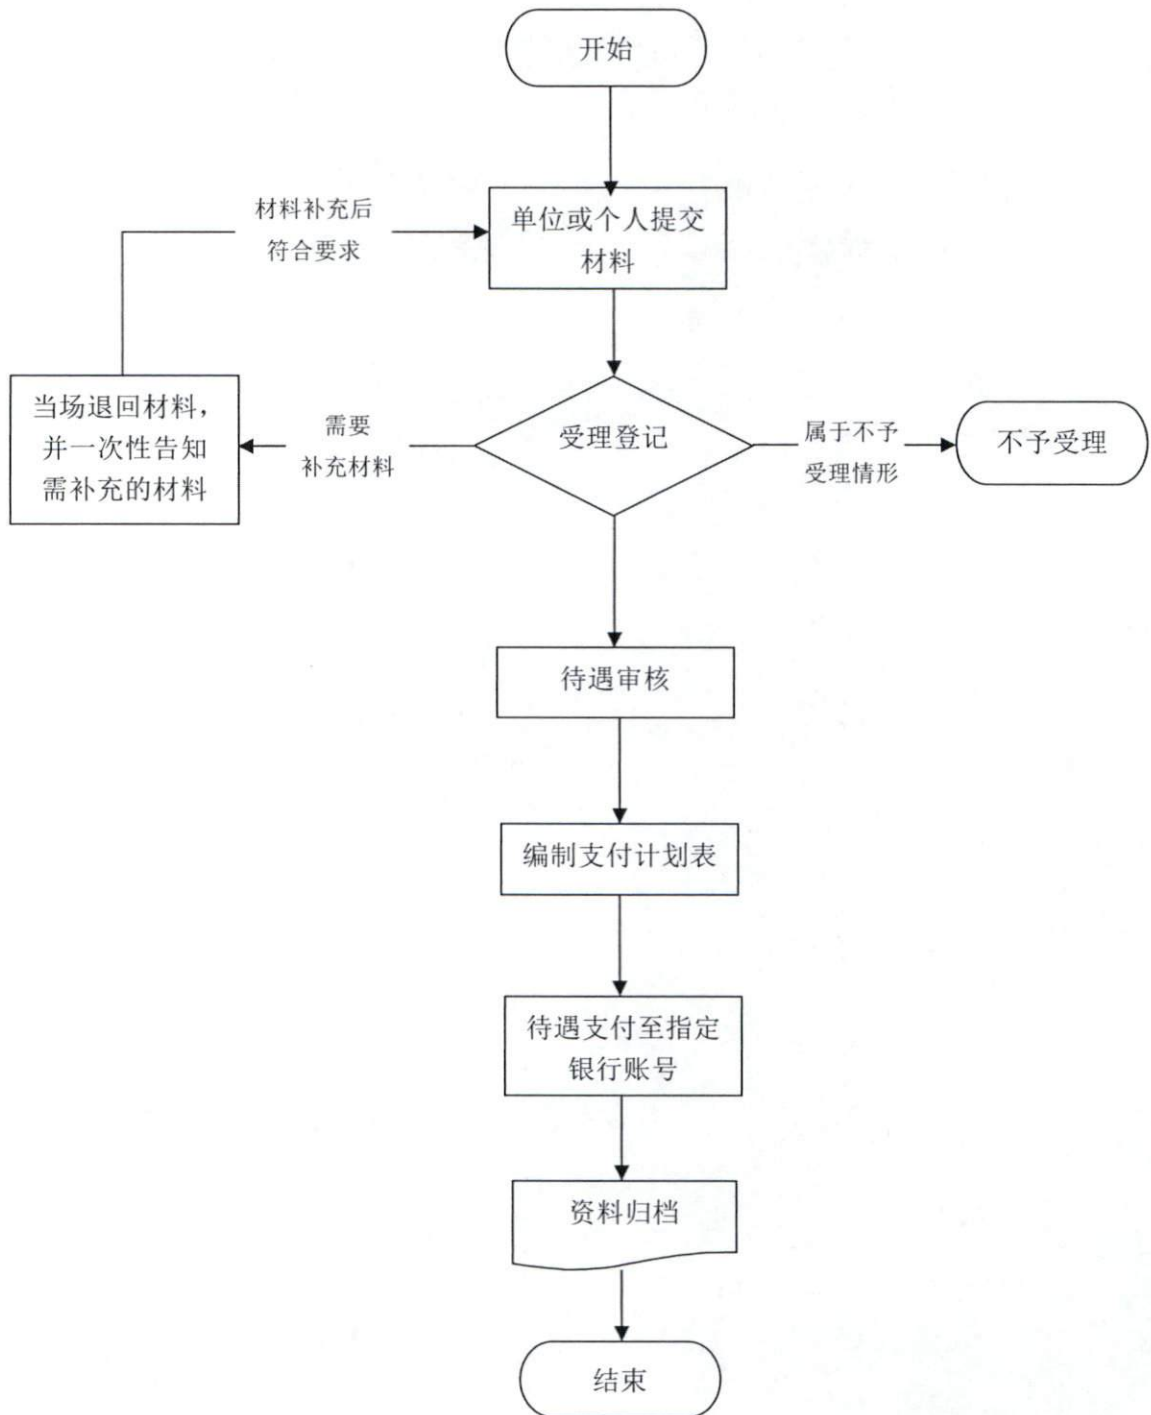 开始
材料补充后
符合要求
单位或个人提交
材料
当场退回材料，
并一次性告知
需补充的材料
需要
补充材料
受理登记
属于不予
受理情形
不予受理
待遇审核
编制支付计划表
待遇支付至指定
银行账号
资料归档
结束